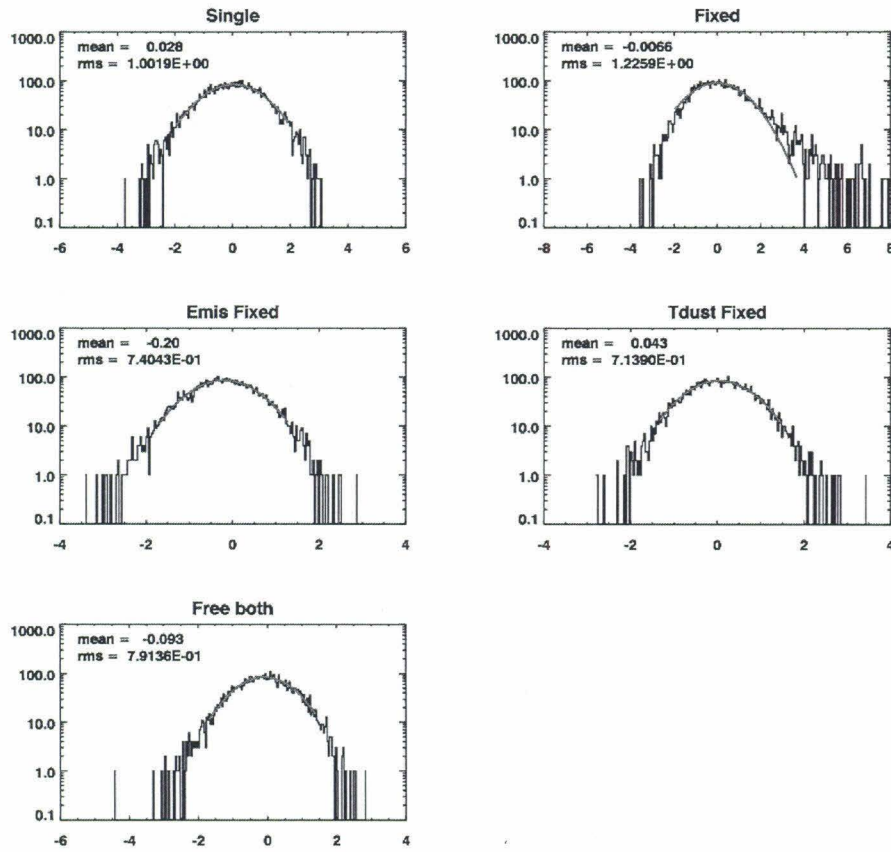 Single
1000.0
mean = 0.028
rms = 1.0019E+00
100.0
10.0
1.0
0.1
-6 -4 -2 0 2 4 6
Fixed
1000.0
mean = -0.0066
rms = 1.2259E+00
100.0
10.0
1.0
0.1
-8 -6 -4 -2 0 2 4 6 8
Emis Fixed
1000.0
mean = -0.20
rms = 7.4043E-01
100.0
10.0
1.0
0.1
-4 -2 0 2 4
Tdust Fixed
1000.0
mean = 0.043
rms = 7.1390E-01
100.0
10.0
1.0
0.1
-4 -2 0 2 4
Free both
1000.0
mean = -0.093
rms = 7.9136E-01
100.0
10.0
1.0
0.1
-6 -4 -2 0 2 4